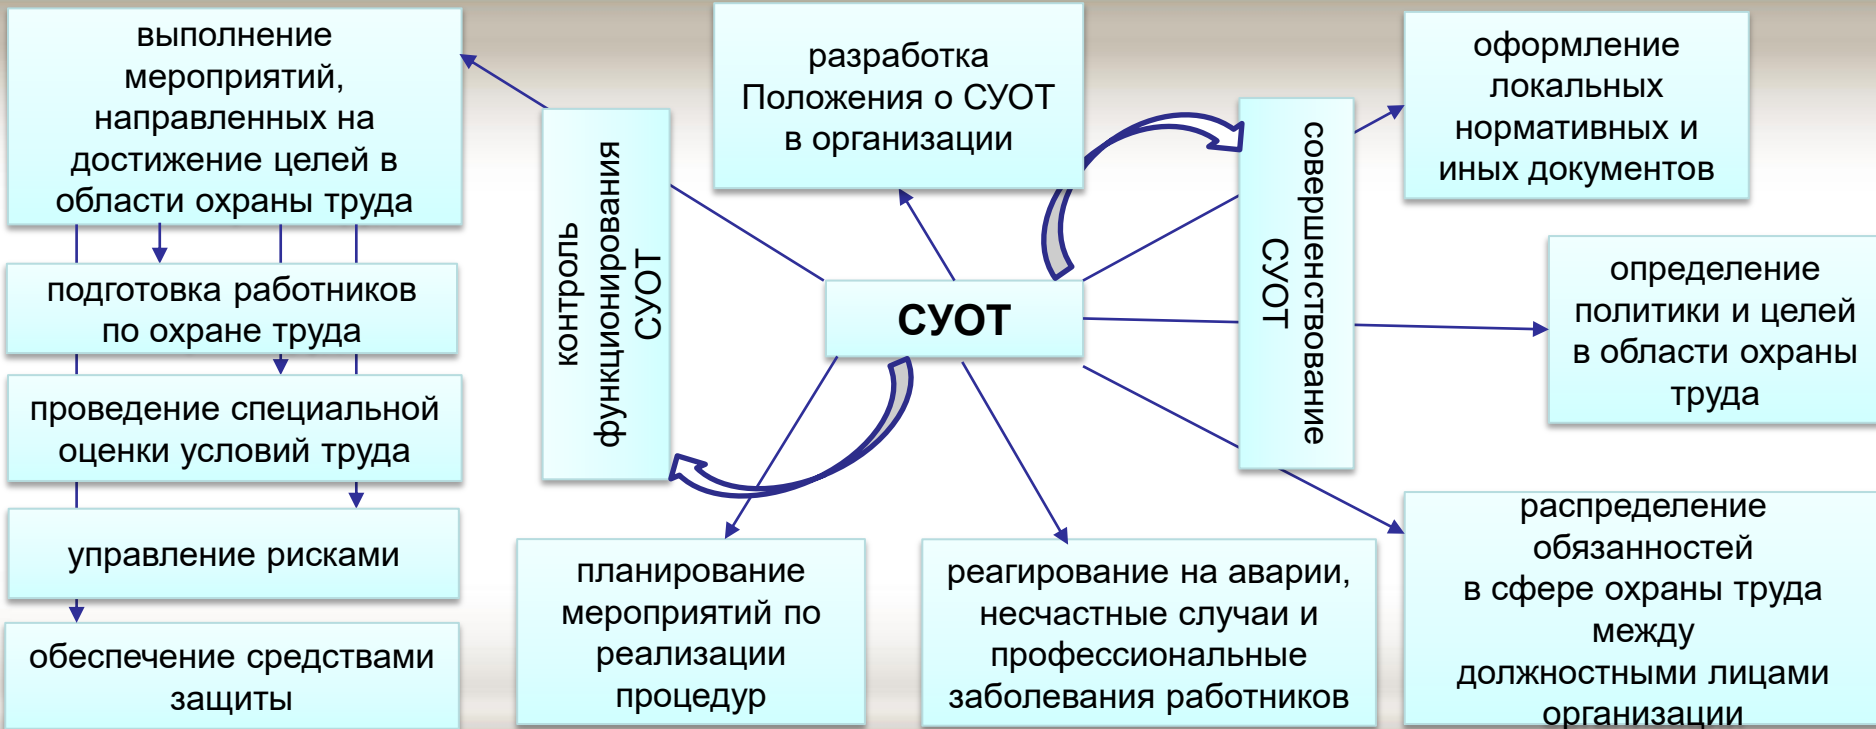 выполнение
мероприятий,
направленных на
достижение целей в
области охраны труда
подготовка работников
по охране труда
проведение специальной
оценки условий труда
управление рисками
обеспечение средствами
защиты
контроль
функционирования
СУОТ
разработка
Положения о СУОТ
в организации
СУОТ
планирование
мероприятий по
реализации
процедур
реагирование на аварии,
несчастные случаи и
профессиональные
заболевания работников
совершенствование
СУОТ
оформление
локальных
нормативных и
иных документов
определение
политики и целей
в области охраны
труда
распределение
обязанностей
в сфере охраны труда
между
должностными лицами
организации